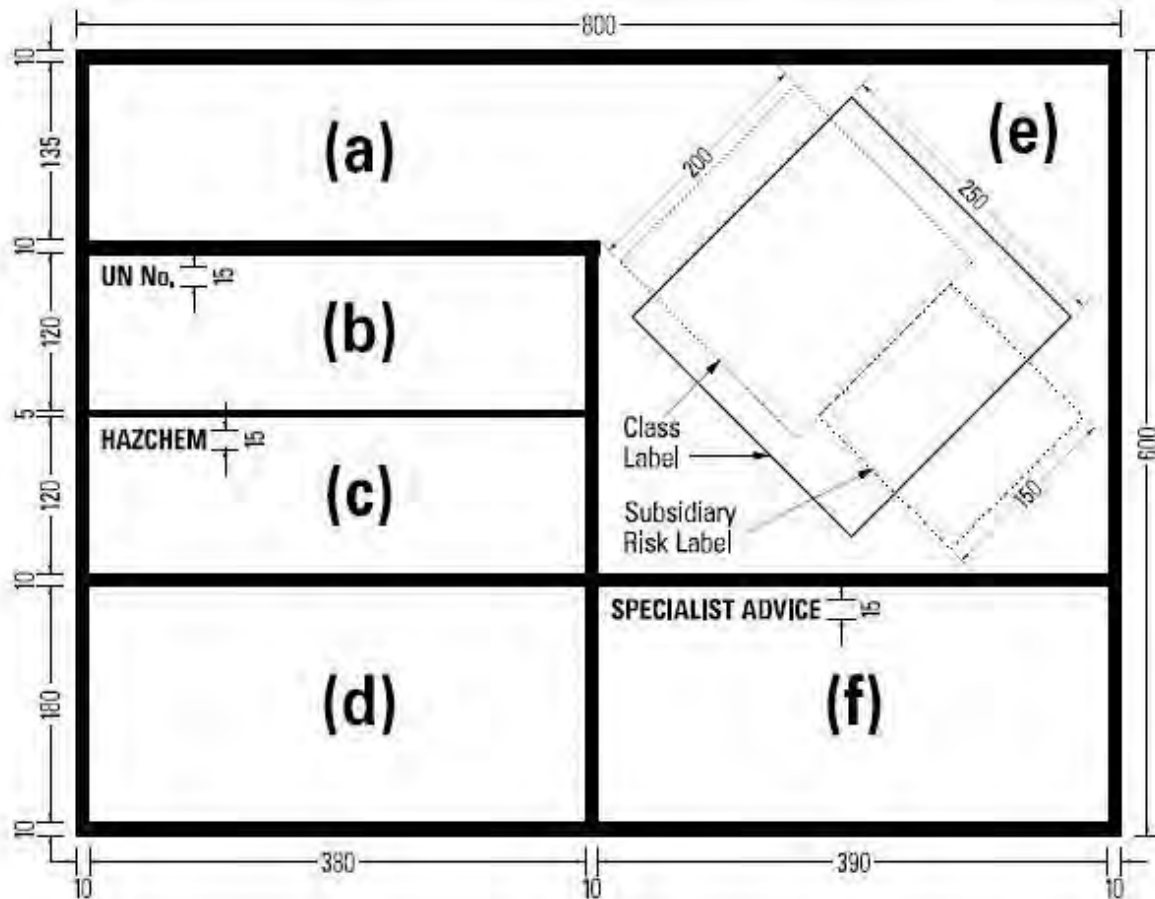 800
10
135
10
120
5
120
10
180
10
(a)
(e)
200
250
UN No.
15
(b)
HAZCHEM
15
(c)
Class
Label
Subsidiary
Risk Label
150
600
(d)
SPECIALIST ADVICE
15
(f)
380
390
10
10
10